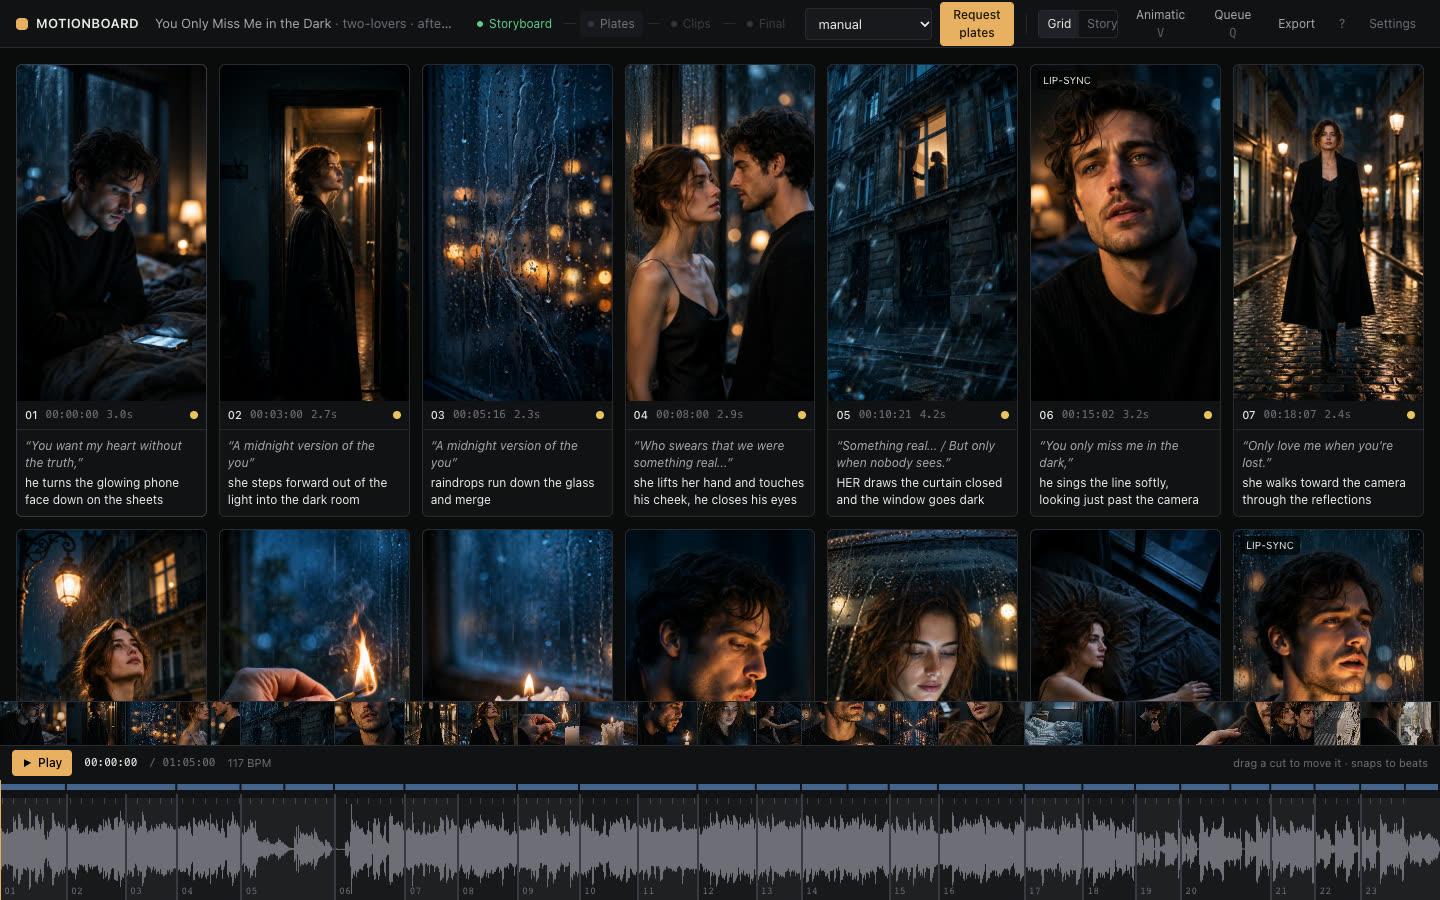 MOTIONBOARD
You Only Miss Me in the Dark · two-lovers · afte...
Storyboard
Plates
Clips
Final
manual
Request plates
Grid
Story
Animatic V
Queue Q
Export
?
Settings
LIP-SYNC
01 00:00:00 3.0s
“You want my heart without
the truth,”
he turns the glowing phone
face down on the sheets
02 00:03:00 2.7s
“A midnight version of the
you”
she steps forward out of the
light into the dark room
03 00:05:16 2.3s
“A midnight version of the
you”
raindrops run down the glass
and merge
04 00:08:00 2.9s
“Who swears that we were
something real...”
she lifts her hand and touches
his cheek, he closes his eyes
05 00:10:21 4.2s
“Something real... / But only
when nobody sees.”
HER draws the curtain closed
and the window goes dark
06 00:15:02 3.2s
“You only miss me in the
dark,”
he sings the line softly,
looking just past the camera
07 00:18:07 2.4s
“Only love me when you're
lost.”
she walks toward the camera
through the reflections
LIP-SYNC
Play
00:00:00 / 01:05:00 117 BPM
drag a cut to move it · snaps to beats
01 02 03 04 05 06 07 08 09 10 11 12 13 14 15 16 17 18 19 20 21 22 23